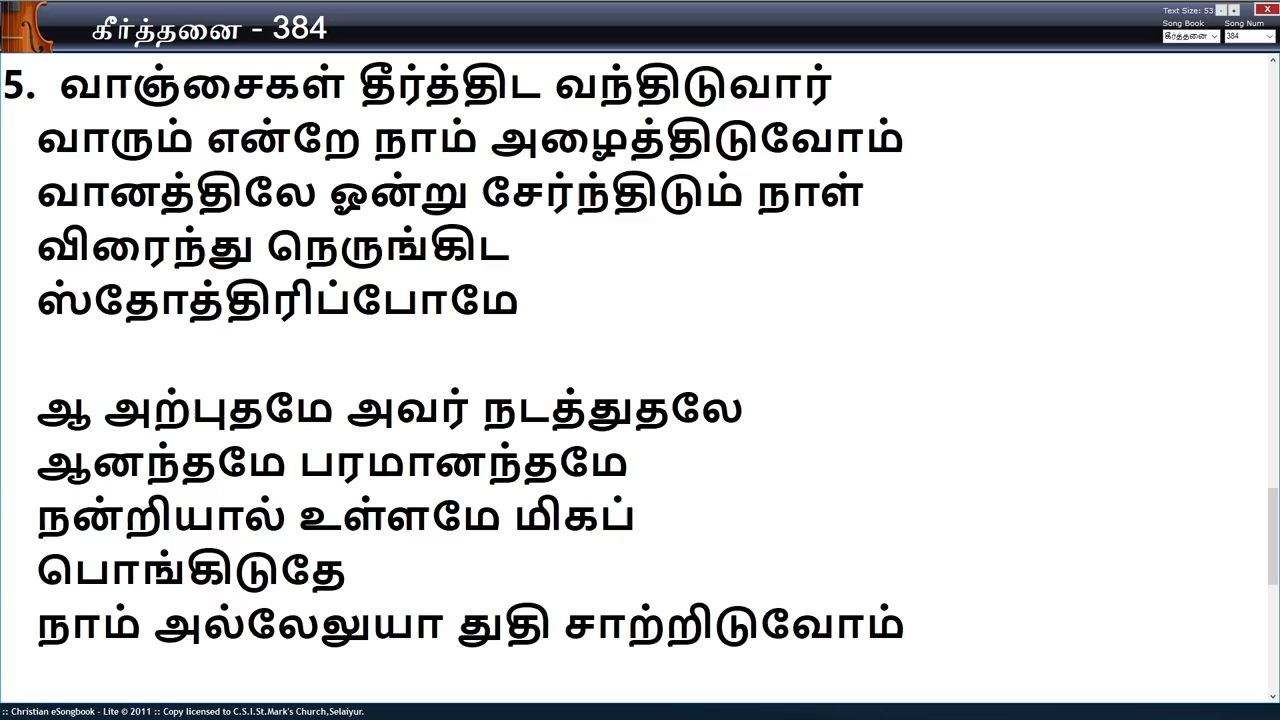 கீர்த்தனை - 384
Text Size: 53 - +
X
Song Book Song Num
கீர்த்தனை 384
5. வாஞ்சைகள் தீர்த்திட வந்திடுவார்
வாரும் என்றே நாம் அழைத்திடுவோம்
வானத்திலே ஓன்று சேர்ந்திடும் நாள்
விரைந்து நெருங்கிட
ஸ்தோத்திரிப்போமே
ஆ அற்புதமே அவர் நடத்துதலே
ஆனந்தமே பரமானந்தமே
நன்றியால் உள்ளமே மிகப்
பொங்கிடுதே
நாம் அல்லேலுயா துதி சாற்றிடுவோம்
:: Christian eSongbook - Lite © 2011 :: Copy licensed to C.S.I.St.Mark's Church,Selaiyur.